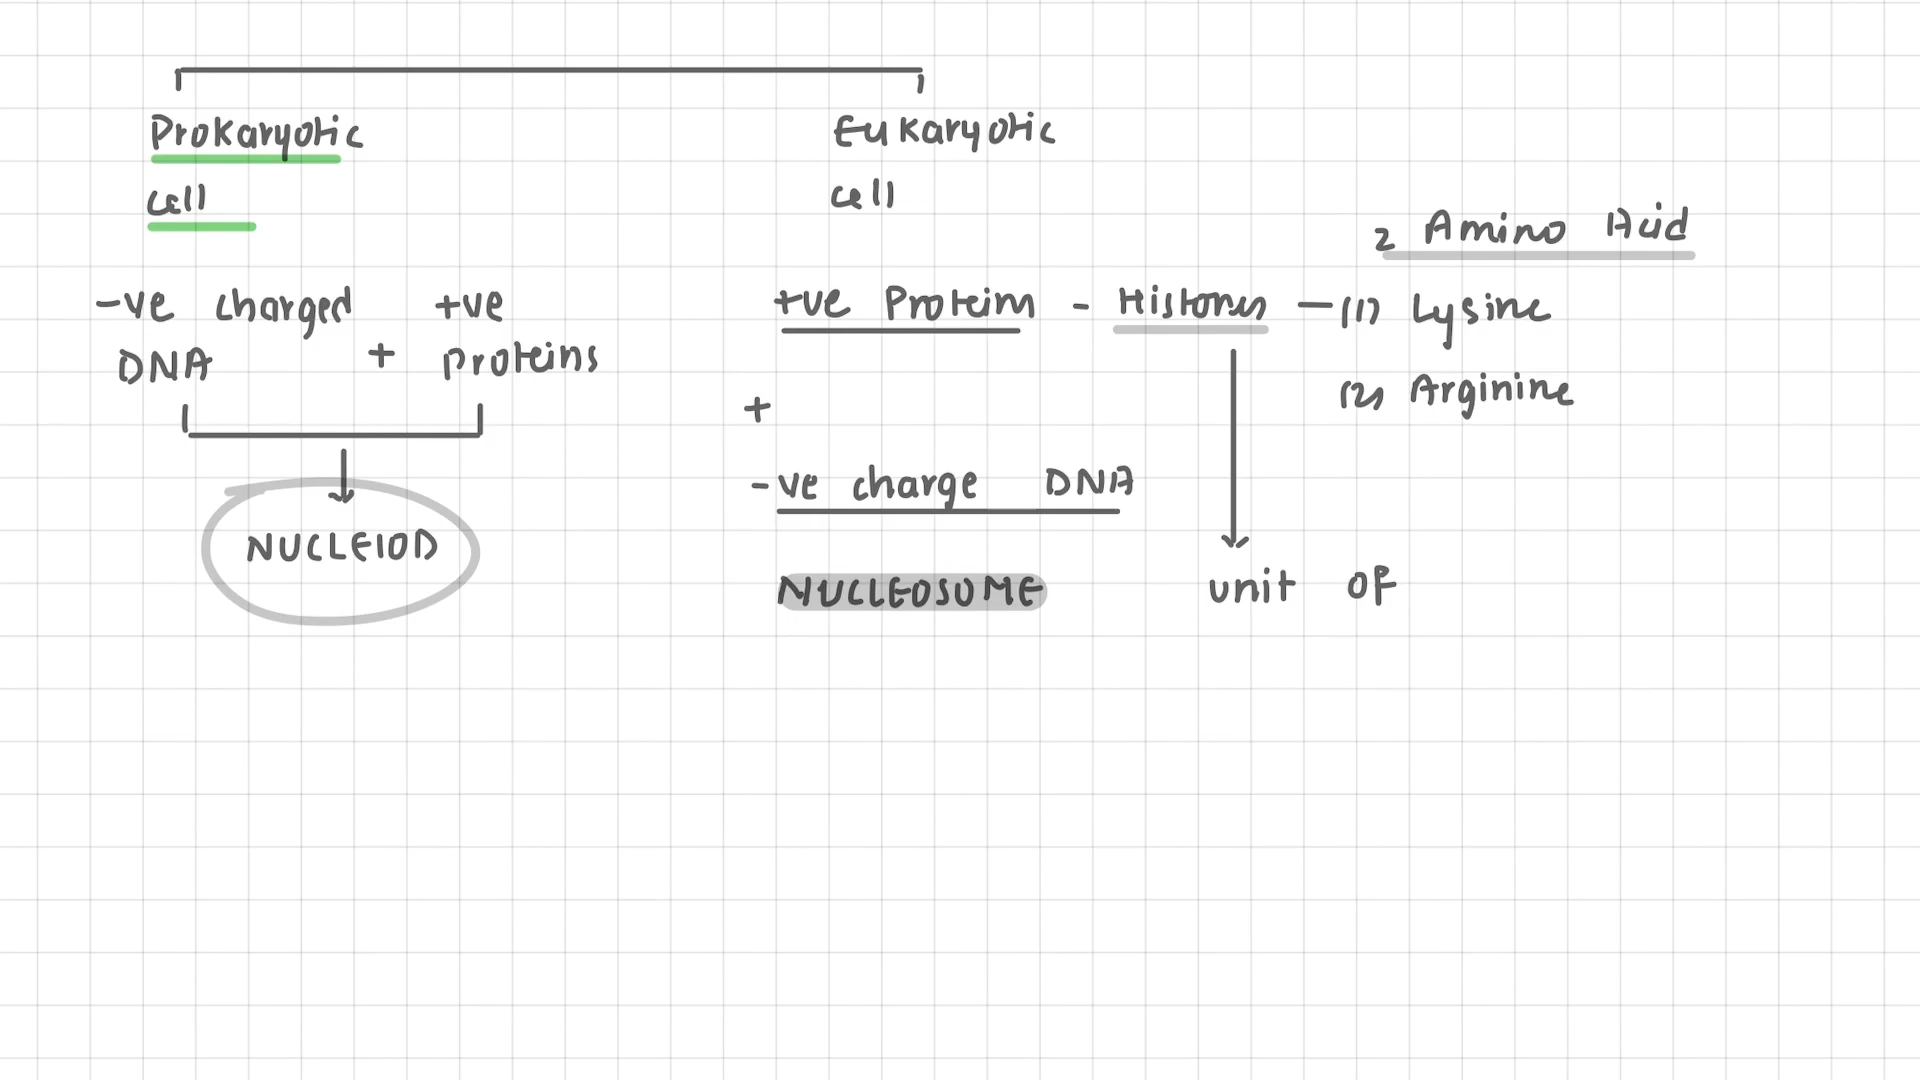 Prokaryotic
cell
Eukaryotic
cell
-ve charged
DNA
+
+ve
proteins
NUCLEIOD
2 Amino Acid
+ve Protein - Histones - (1) Lysine
(2) Arginine
+
-ve charge DNA
NUCLEOSOME
unit OF